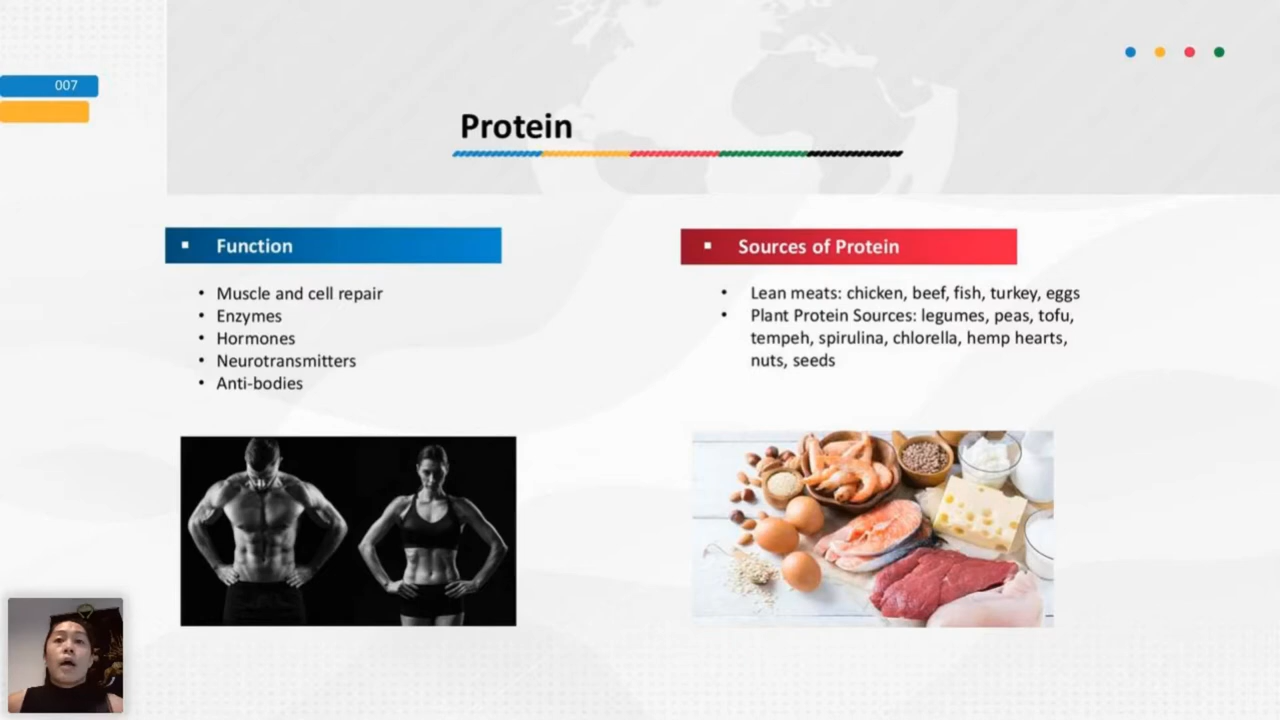 007
Protein
Function
Muscle and cell repair
Enzymes
Hormones
Neurotransmitters
Anti-bodies
Sources of Protein
Lean meats: chicken, beef, fish, turkey, eggs
Plant Protein Sources: legumes, peas, tofu,
tempeh, spirulina, chlorella, hemp hearts,
nuts, seeds